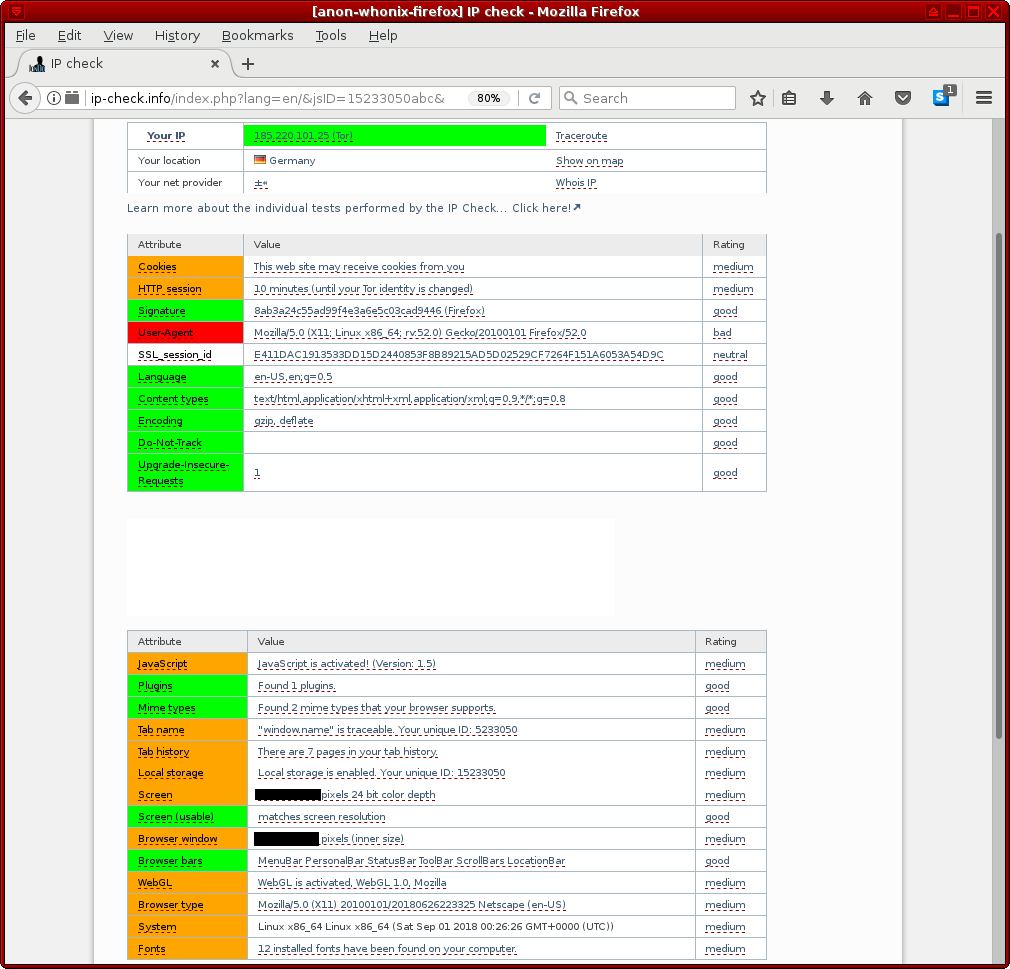 [anon-whonix-firefox] IP check - Mozilla Firefox
File Edit View History Bookmarks Tools Help
IP check
ip-check.info/index.php?lang=en/&jsID=15233050abc& 80% Search S 1
Your IP 185.220.101.25 (Tor) Traceroute
Your location Germany Show on map
Your net provider ±« Whois IP
Learn more about the individual tests performed by the IP Check... Click here!
Attribute Value Rating
Cookies This web site may receive cookies from you medium
HTTP session 10 minutes (until your Tor identity is changed) medium
Signature 8ab3a24c55ad99f4e3a6e5c03cad9446 (Firefox) good
User-Agent Mozilla/5.0 (X11; Linux x86_64; rv:52.0) Gecko/20100101 Firefox/52.0 bad
SSL_session_id E411DAC1913533DD15D2440853F8B89215AD5D02529CF7264F151A6053A54D9C neutral
Language en-US,en;q=0.5 good
Content types text/html,application/xhtml+xml,application/xml;q=0.9,*/*;q=0.8 good
Encoding gzip, deflate good
Do-Not-Track good
Upgrade-Insecure-
Requests 1 good
Attribute Value Rating
JavaScript JavaScript is activated! (Version: 1.5) medium
Plugins Found 1 plugins. good
Mime types Found 2 mime types that your browser supports. good
Tab name "window.name" is traceable. Your unique ID: 5233050 medium
Tab history There are 7 pages in your tab history. medium
Local storage Local storage is enabled. Your unique ID: 15233050 medium
Screen pixels 24 bit color depth medium
Screen (usable) matches screen resolution good
Browser window pixels (inner size) medium
Browser bars MenuBar PersonalBar StatusBar ToolBar ScrollBars LocationBar good
WebGL WebGL is activated, WebGL 1.0, Mozilla medium
Browser type Mozilla/5.0 (X11) 20100101/20180626223325 Netscape (en-US) medium
System Linux x86_64 Linux x86_64 (Sat Sep 01 2018 00:26:26 GMT+0000 (UTC)) medium
Fonts 12 installed fonts have been found on your computer. medium